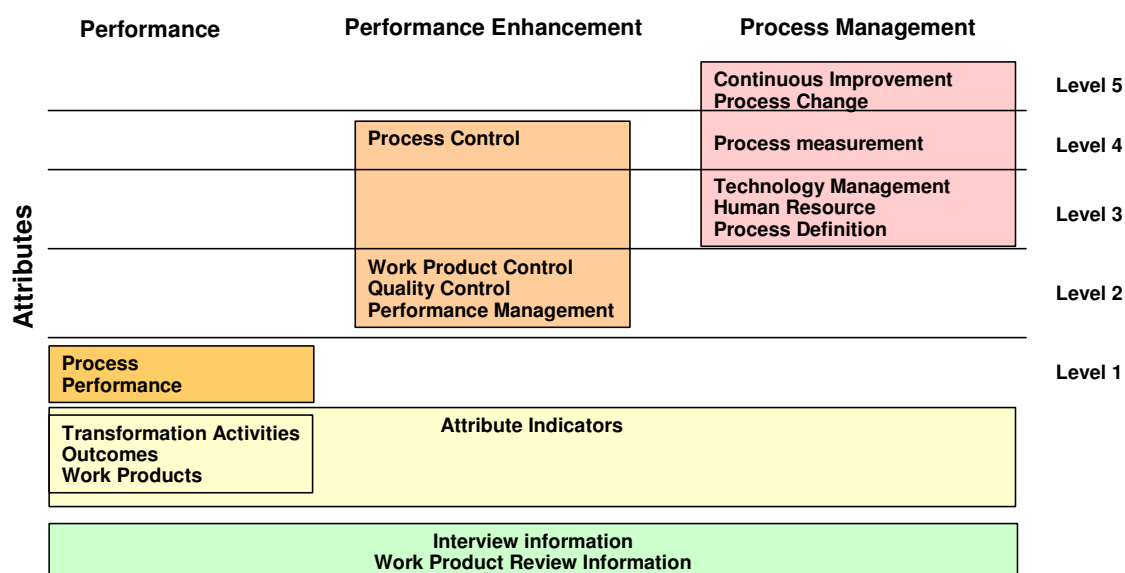 Performance
Performance Enhancement
Process Management
Continuous Improvement
Process Change
Level 5
Process Control
Process measurement
Level 4
Technology Management
Human Resource
Process Definition
Level 3
Attributes
Work Product Control
Quality Control
Performance Management
Level 2
Process
Performance
Level 1
Attribute Indicators
Transformation Activities
Outcomes
Work Products
Interview information
Work Product Review Information